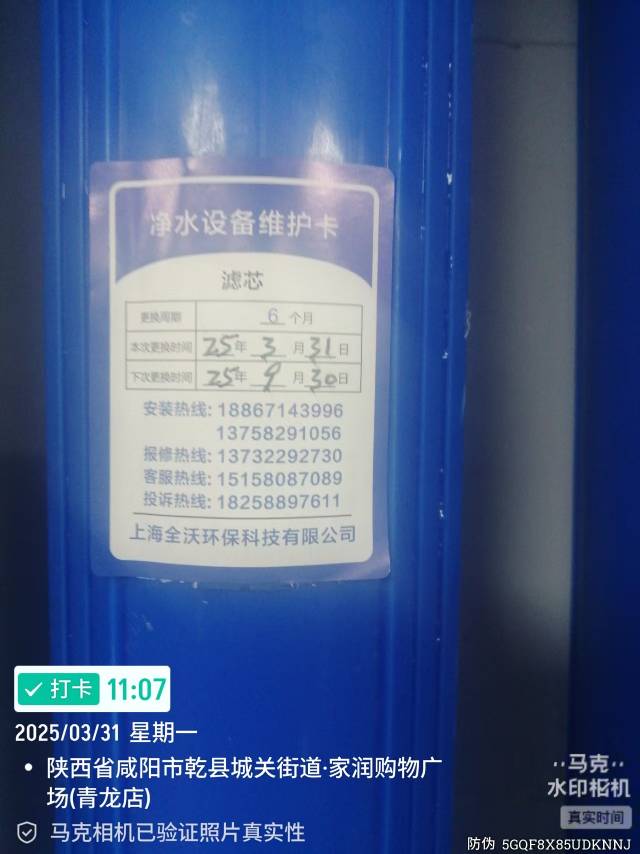 净水设备维护卡
滤芯
更换周期 6 个月
本次更换时间 25年 3 月 31 日
下次更换时间 25年 9 月 30 日
安装热线: 18867143996
13758291056
报修热线: 13732292730
客服热线: 15158087089
投诉热线: 18258897611
上海全沃环保科技有限公司
打卡 11:07
2025/03/31 星期一
• 陕西省咸阳市乾县城关街道·家润购物广
场(青龙店)
马克相机已验证照片真实性
马克
水印相机
真实时间
防伪 5GQF8X85UDKNNJ